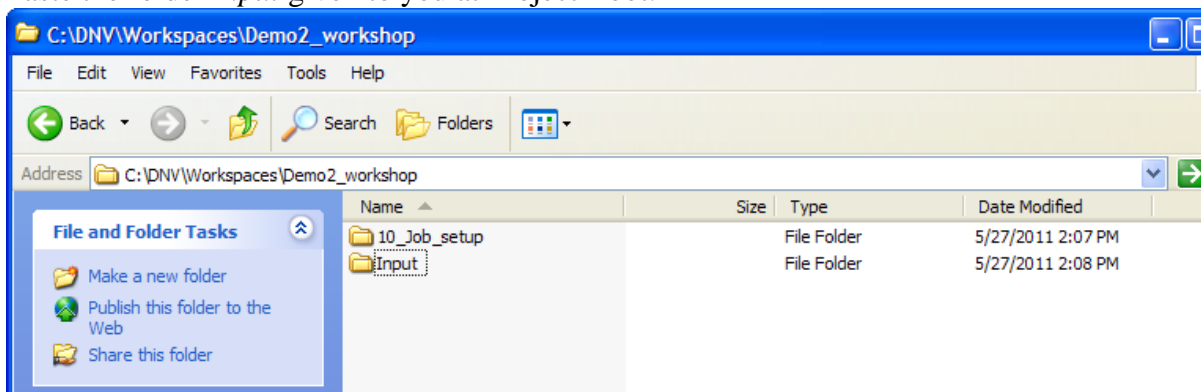 C:\DNV\Workspaces\Demo2_workshop
File Edit View Favorites Tools Help
Back Search Folders
Address C:\DNV\Workspaces\Demo2_workshop
Name Size Type Date Modified
File and Folder Tasks
Make a new folder
Publish this folder to the
Web
Share this folder
10_Job_setup File Folder 5/27/2011 2:07 PM
Input File Folder 5/27/2011 2:08 PM